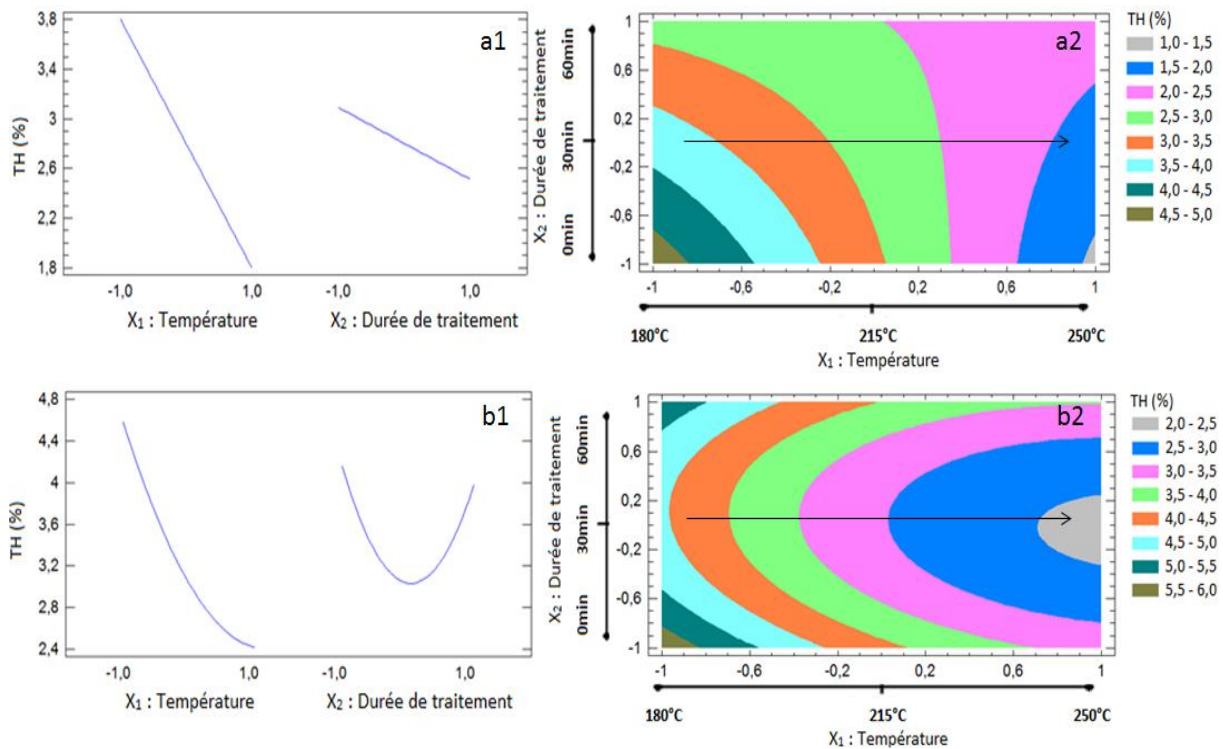 a1
3,8
3,4
3
2,6
2,2
1,8
TH (%)
-1,0
1,0
-1,0
1,0
X₁ : Température
X₂ : Durée de traitement
a2
X₂ : Durée de traitement
60min
30min
0min
1
0,6
0,2
-0,2
-0,6
-1
-1
-0,6
-0,2
0,2
0,6
1
180°C
215°C
250°C
X₁ : Température
TH (%)
1,0 - 1,5
1,5 - 2,0
2,0 - 2,5
2,5 - 3,0
3,0 - 3,5
3,5 - 4,0
4,0 - 4,5
4,5 - 5,0
b1
4,8
4,4
4
3,6
3,2
2,8
2,4
TH (%)
-1,0
1,0
-1,0
1,0
X₁ : Température
X₂ : Durée de traitement
b2
X₂ : Durée de traitement
60min
30min
0min
1
0,6
0,2
-0,2
-0,6
-1
-1
-0,6
-0,2
0,2
0,6
1
180°C
215°C
250°C
X₁ : Température
TH (%)
2,0 - 2,5
2,5 - 3,0
3,0 - 3,5
3,5 - 4,0
4,0 - 4,5
4,5 - 5,0
5,0 - 5,5
5,5 - 6,0